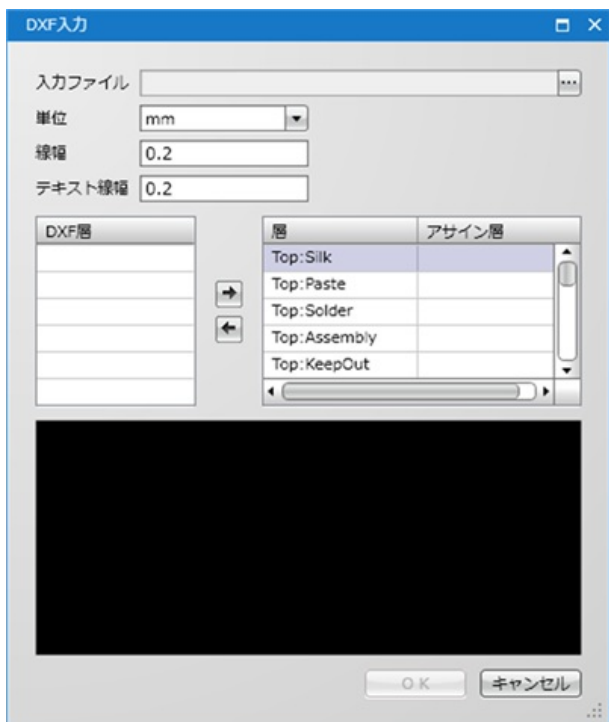 DXF入力
入力ファイル ...
単位 mm
線幅 0.2
テキスト線幅 0.2
DXF層 層 アサイン層
Top:Silk
Top:Paste
Top:Solder
Top:Assembly
Top:KeepOut
OK キャンセル